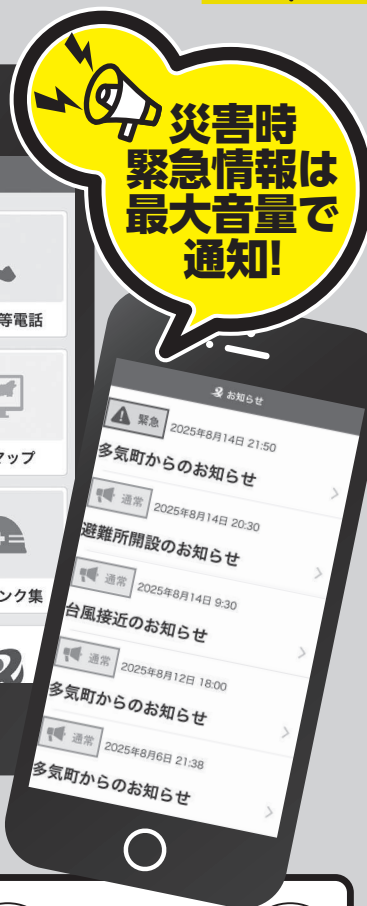 災害時
緊急情報は
最大音量で
通知!
等電話
マップ
ンク集
お知らせ
緊急 2025年8月14日 21:50
多気町からのお知らせ
通常 2025年8月14日 20:30
避難所開設のお知らせ
通常 2025年8月14日 9:30
台風接近のお知らせ
通常 2025年8月12日 18:00
多気町からのお知らせ
通常 2025年8月6日 21:38
多気町からのお知らせ